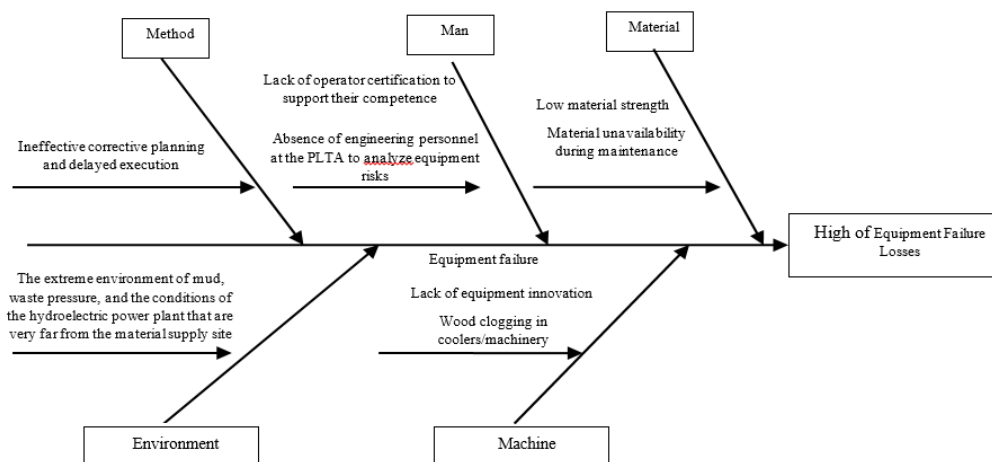 Method
Man
Material
Lack of operator certification to
support their competence
Absence of engineering personnel
at the PLTA to analyze equipment
risks
Low material strength
Material unavailability
during maintenance
Ineffective corrective planning
and delayed execution
High of Equipment Failure
Losses
Equipment failure
The extreme environment of mud,
waste pressure, and the conditions of
the hydroelectric power plant that are
very far from the material supply site
Lack of equipment innovation
Wood clogging in
coolers/machinery
Environment
Machine